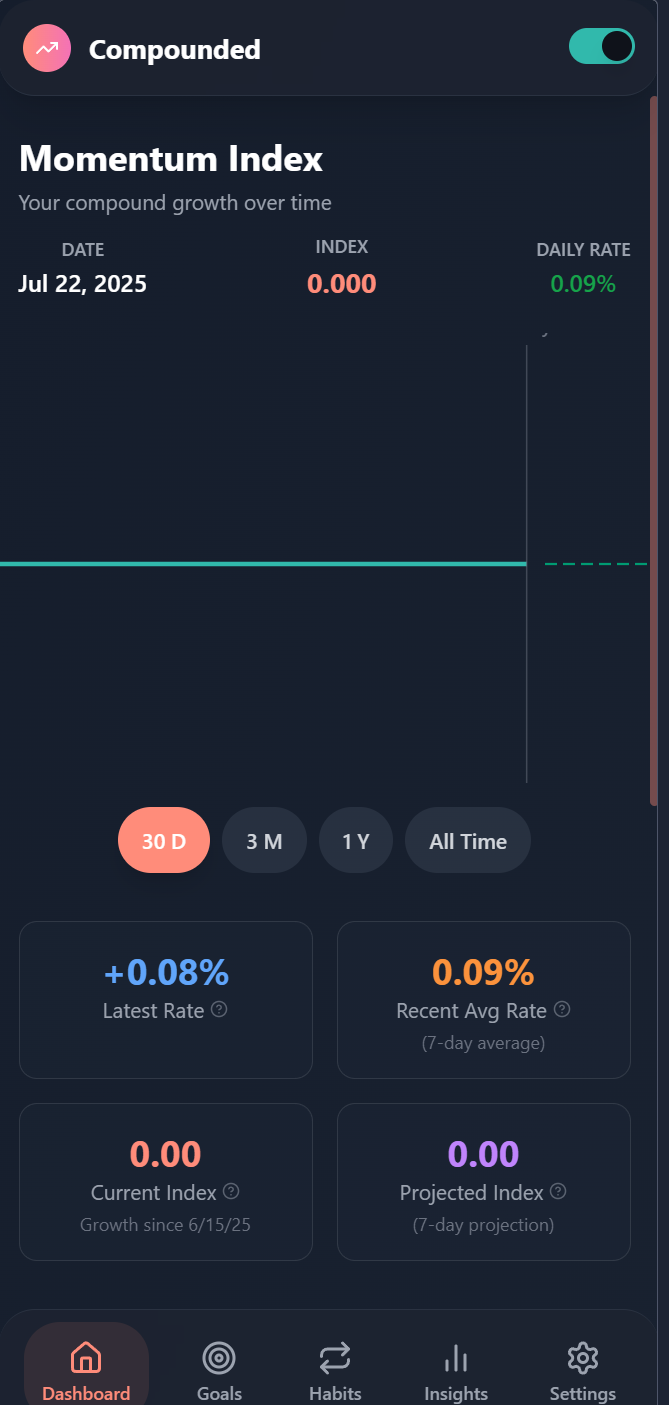 Compounded
Momentum Index
Your compound growth over time
DATE
INDEX
DAILY RATE
Jul 22, 2025
0.000
0.09%
30 D
3 M
1 Y
All Time
+0.08%
Latest Rate
0.09%
Recent Avg Rate
(7-day average)
0.00
Current Index
Growth since 6/15/25
0.00
Projected Index
(7-day projection)
Dashboard
Goals
Habits
Insights
Settings